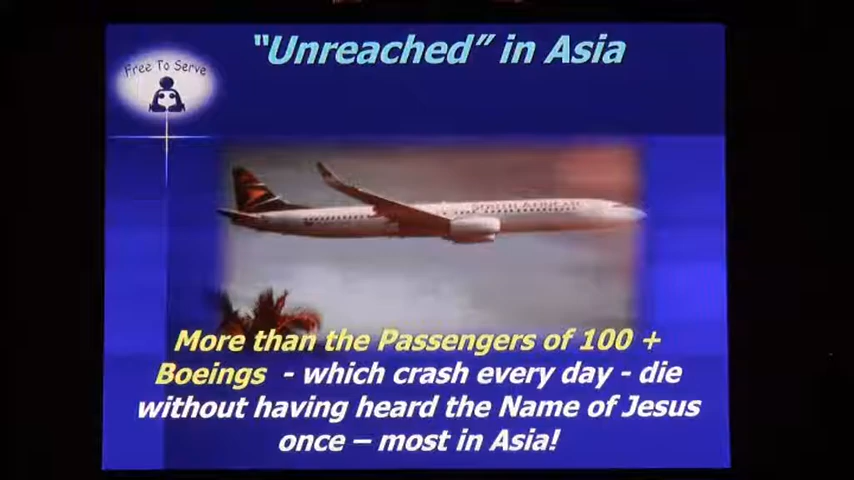 "Unreached" in Asia
Free To Serve
More than the Passengers of 100 +
Boeings - which crash every day - die
without having heard the Name of Jesus
once – most in Asia!